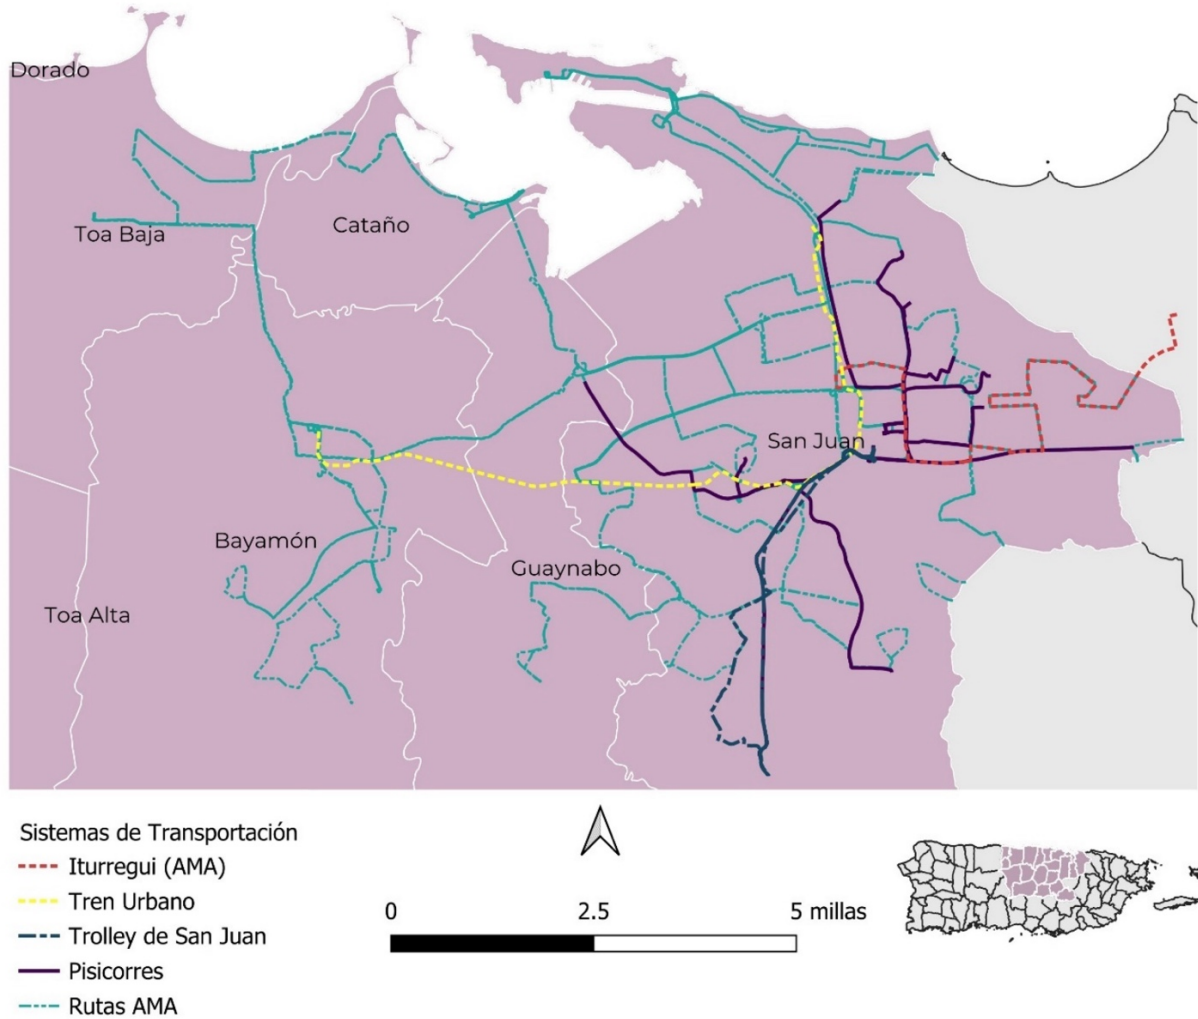 Dorado
Toa Baja
Cataño
San Juan
Bayamón
Guaynabo
Toa Alta
Sistemas de Transportación
Iturregui (AMA)
Tren Urbano
Trolley de San Juan
Pisicorres
Rutas AMA
0 2.5 5 millas